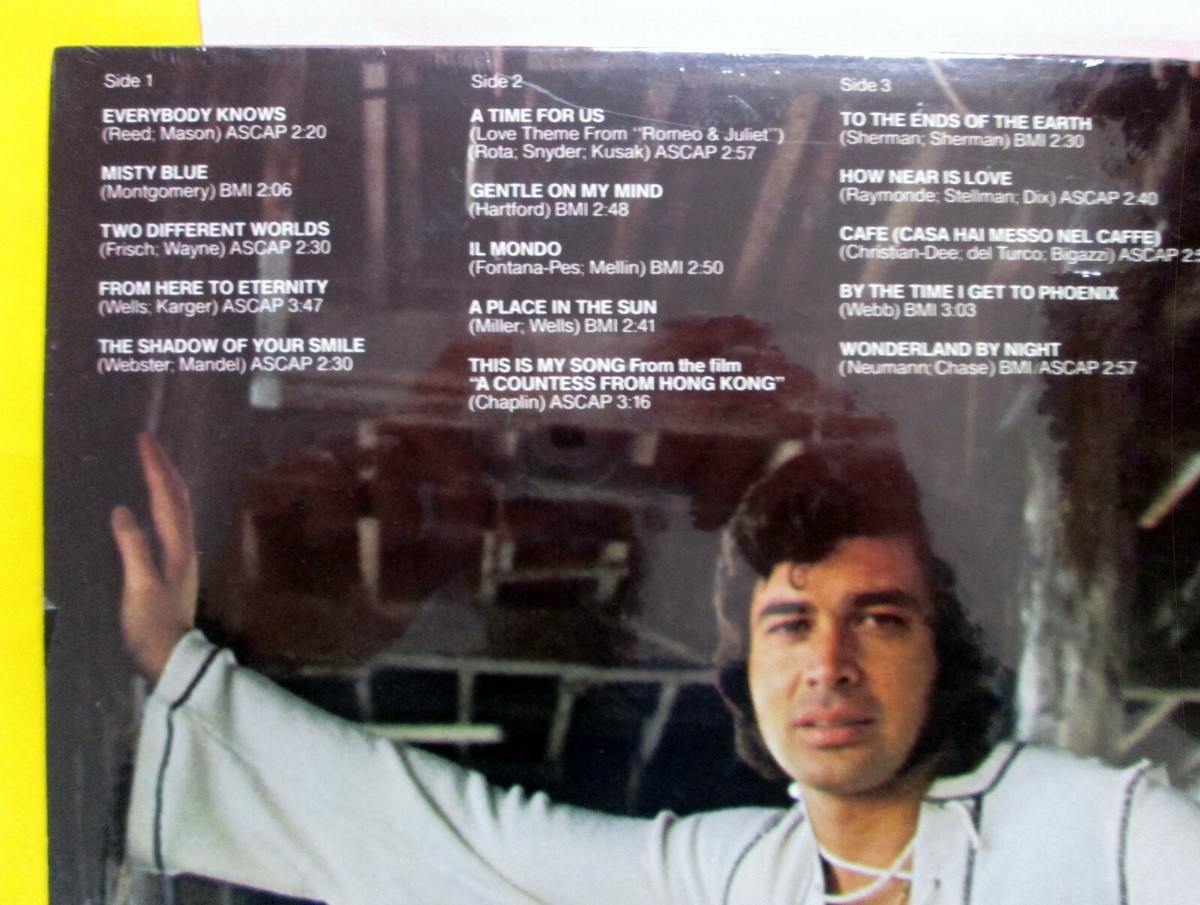 Side 1
EVERYBODY KNOWS
(Reed; Mason) ASCAP 2:20
MISTY BLUE
(Montgomery) BMI 2:06
TWO DIFFERENT WORLDS
(Frisch; Wayne) ASCAP 2:30
FROM HERE TO ETERNITY
(Wells; Karger) ASCAP 3:47
THE SHADOW OF YOUR SMILE
(Webster; Mandel) ASCAP 2:30
Side 2
A TIME FOR US
(Love Theme From "Romeo & Juliet")
(Rota; Snyder; Kusak) ASCAP 2:57
GENTLE ON MY MIND
(Hartford) BMI 2:48
IL MONDO
(Fontana-Pes; Mellin) BMI 2:50
A PLACE IN THE SUN
(Miller; Wells) BMI 2:41
THIS IS MY SONG From the film
"A COUNTESS FROM HONG KONG"
(Chaplin) ASCAP 3:16
Side 3
TO THE ENDS OF THE EARTH
(Sherman; Sherman) BMI 2:30
HOW NEAR IS LOVE
(Raymonde; Stellman; Dix) ASCAP 2:40
CAFE (CASA HAI MESSO NEL CAFFE)
(Christian-Dee; del Turco; Bigazzi) ASCAP
BY THE TIME I GET TO PHOENIX
(Webb) BMI 3:03
WONDERLAND BY NIGHT
(Neumann; Chase) BMI/ASCAP 2:57